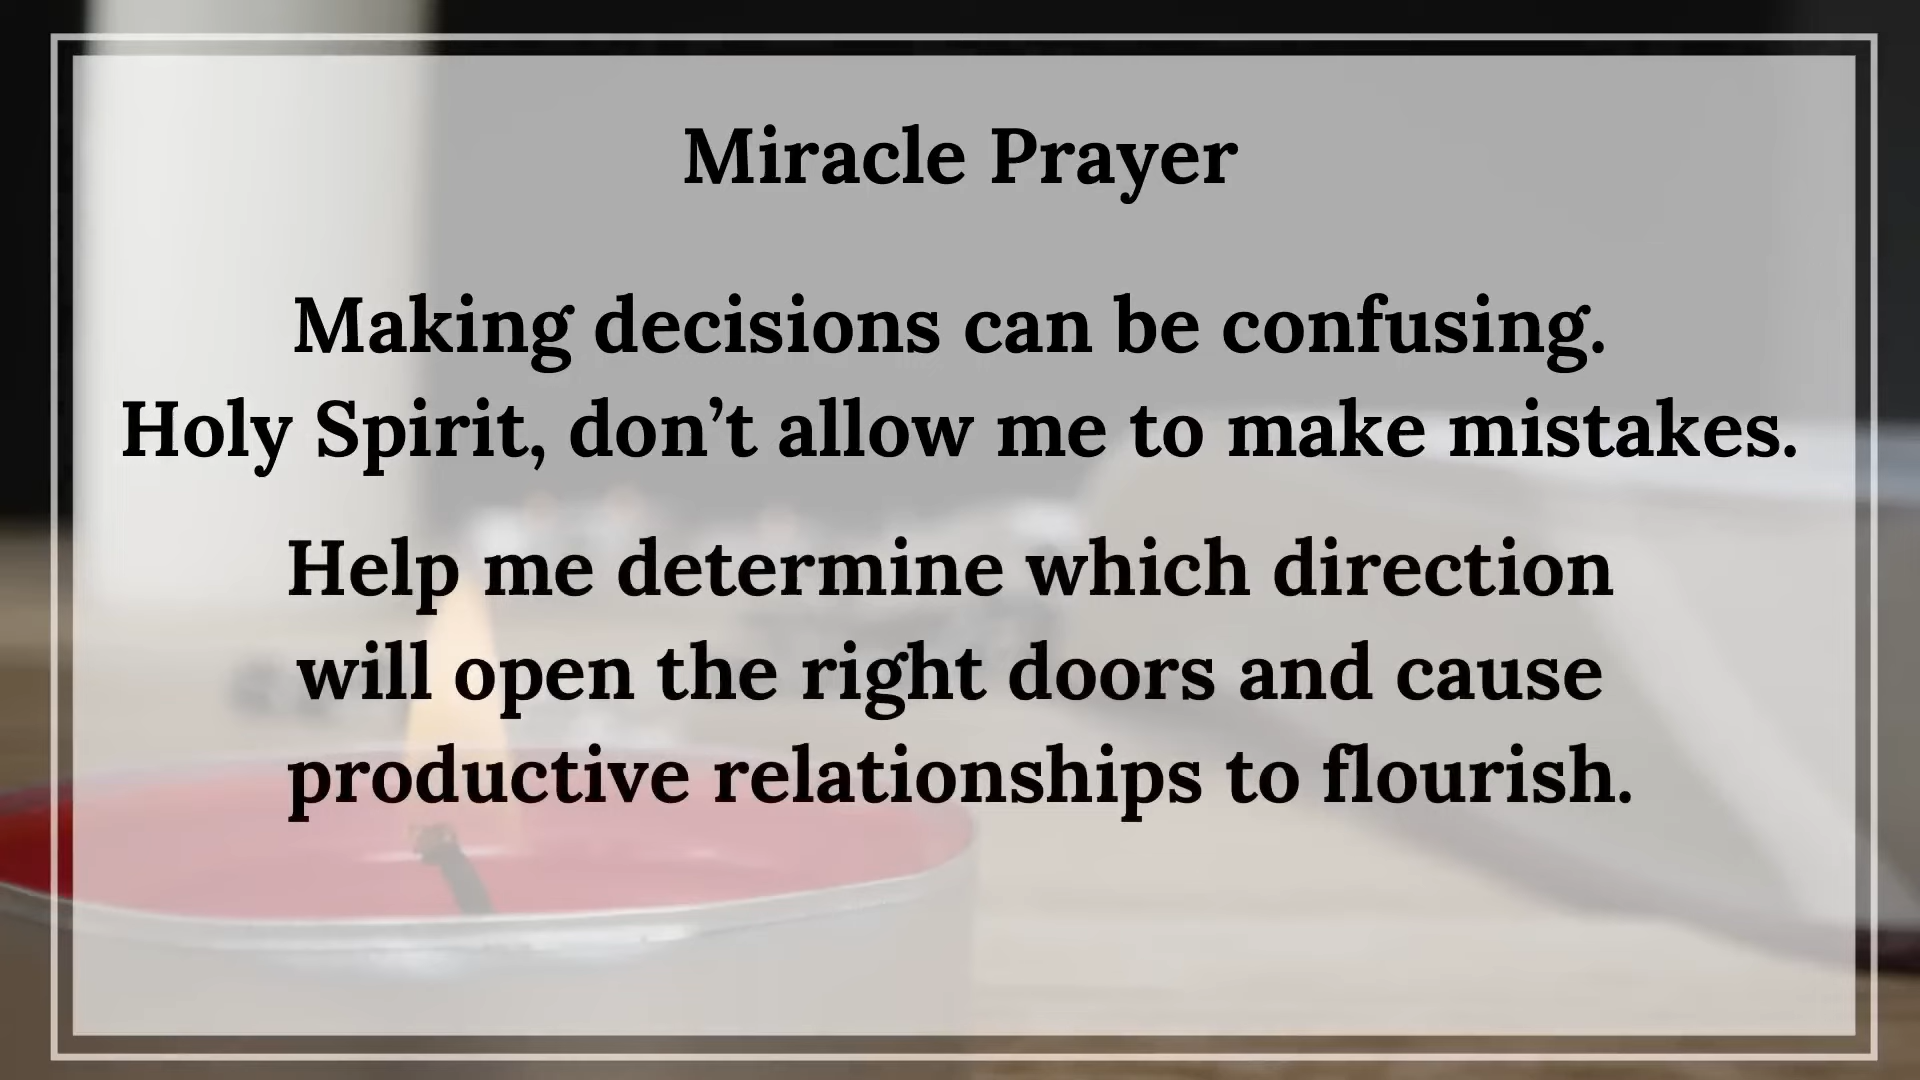 Miracle Prayer
Making decisions can be confusing.
Holy Spirit, don’t allow me to make mistakes.
Help me determine which direction
will open the right doors and cause
productive relationships to flourish.